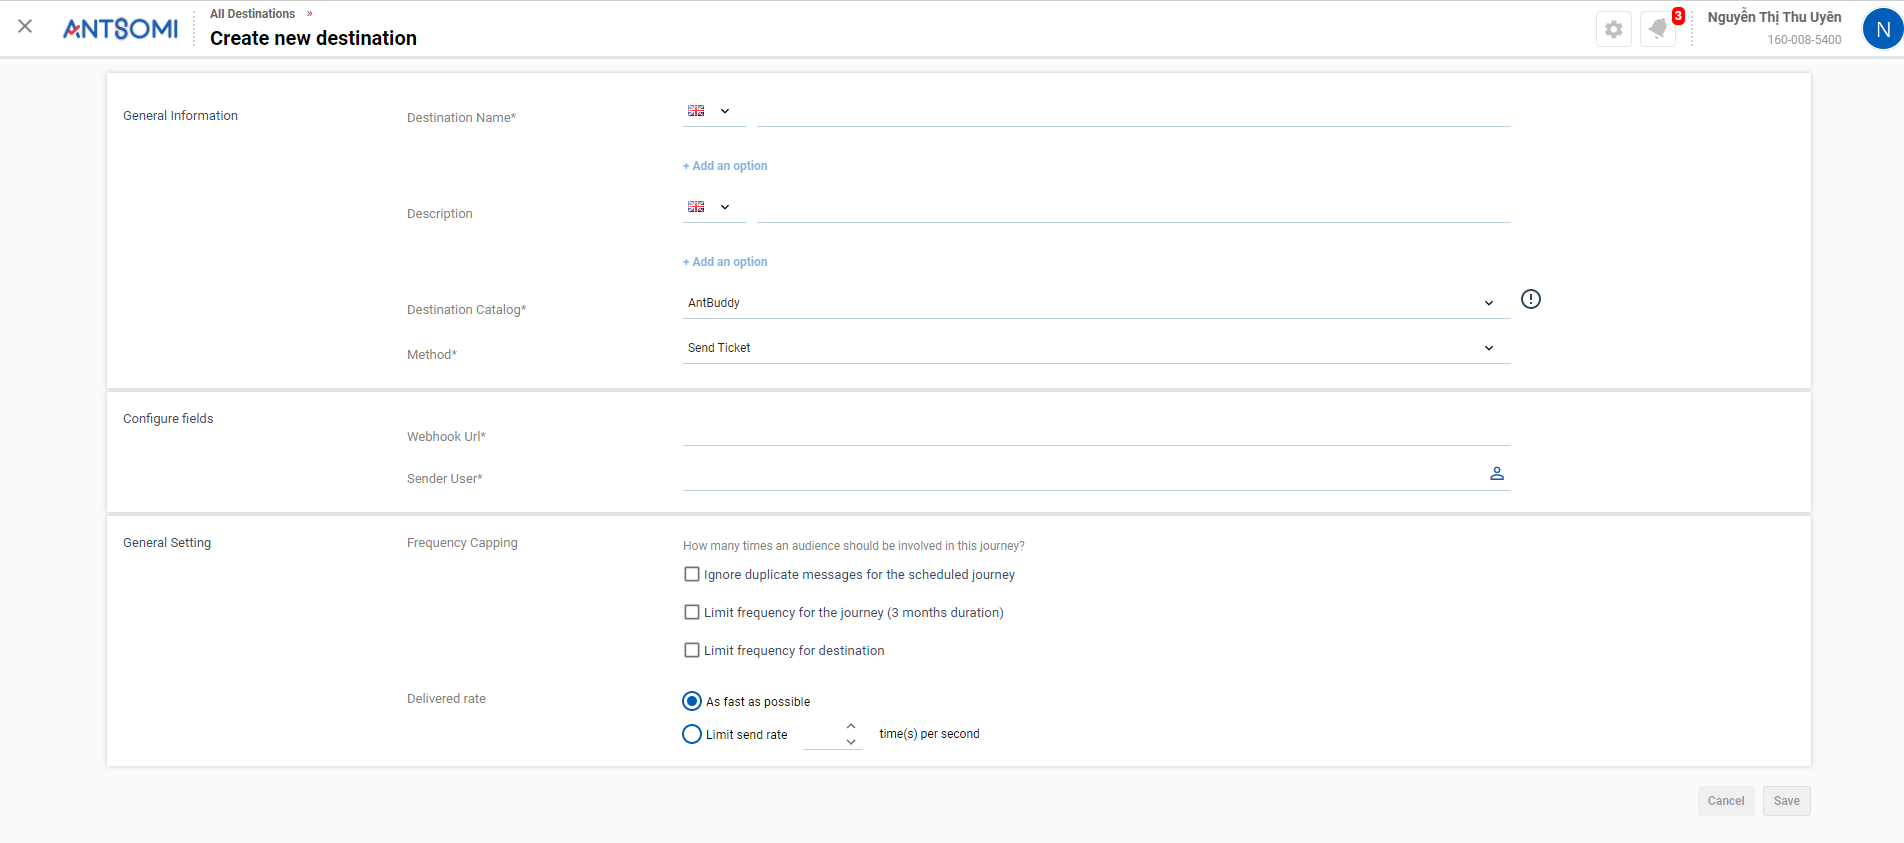 ANTSOMI
All Destinations »
Create new destination
3
Nguyễn Thị Thu Uyên
160-008-5400
N
General Information
Destination Name*
+ Add an option
Description
+ Add an option
Destination Catalog*
AntBuddy
Method*
Send Ticket
Configure fields
Webhook Url*
Sender User*
General Setting
Frequency Capping
How many times an audience should be involved in this journey?
Ignore duplicate messages for the scheduled journey
Limit frequency for the journey (3 months duration)
Limit frequency for destination
Delivered rate
As fast as possible
Limit send rate
time(s) per second
Cancel
Save